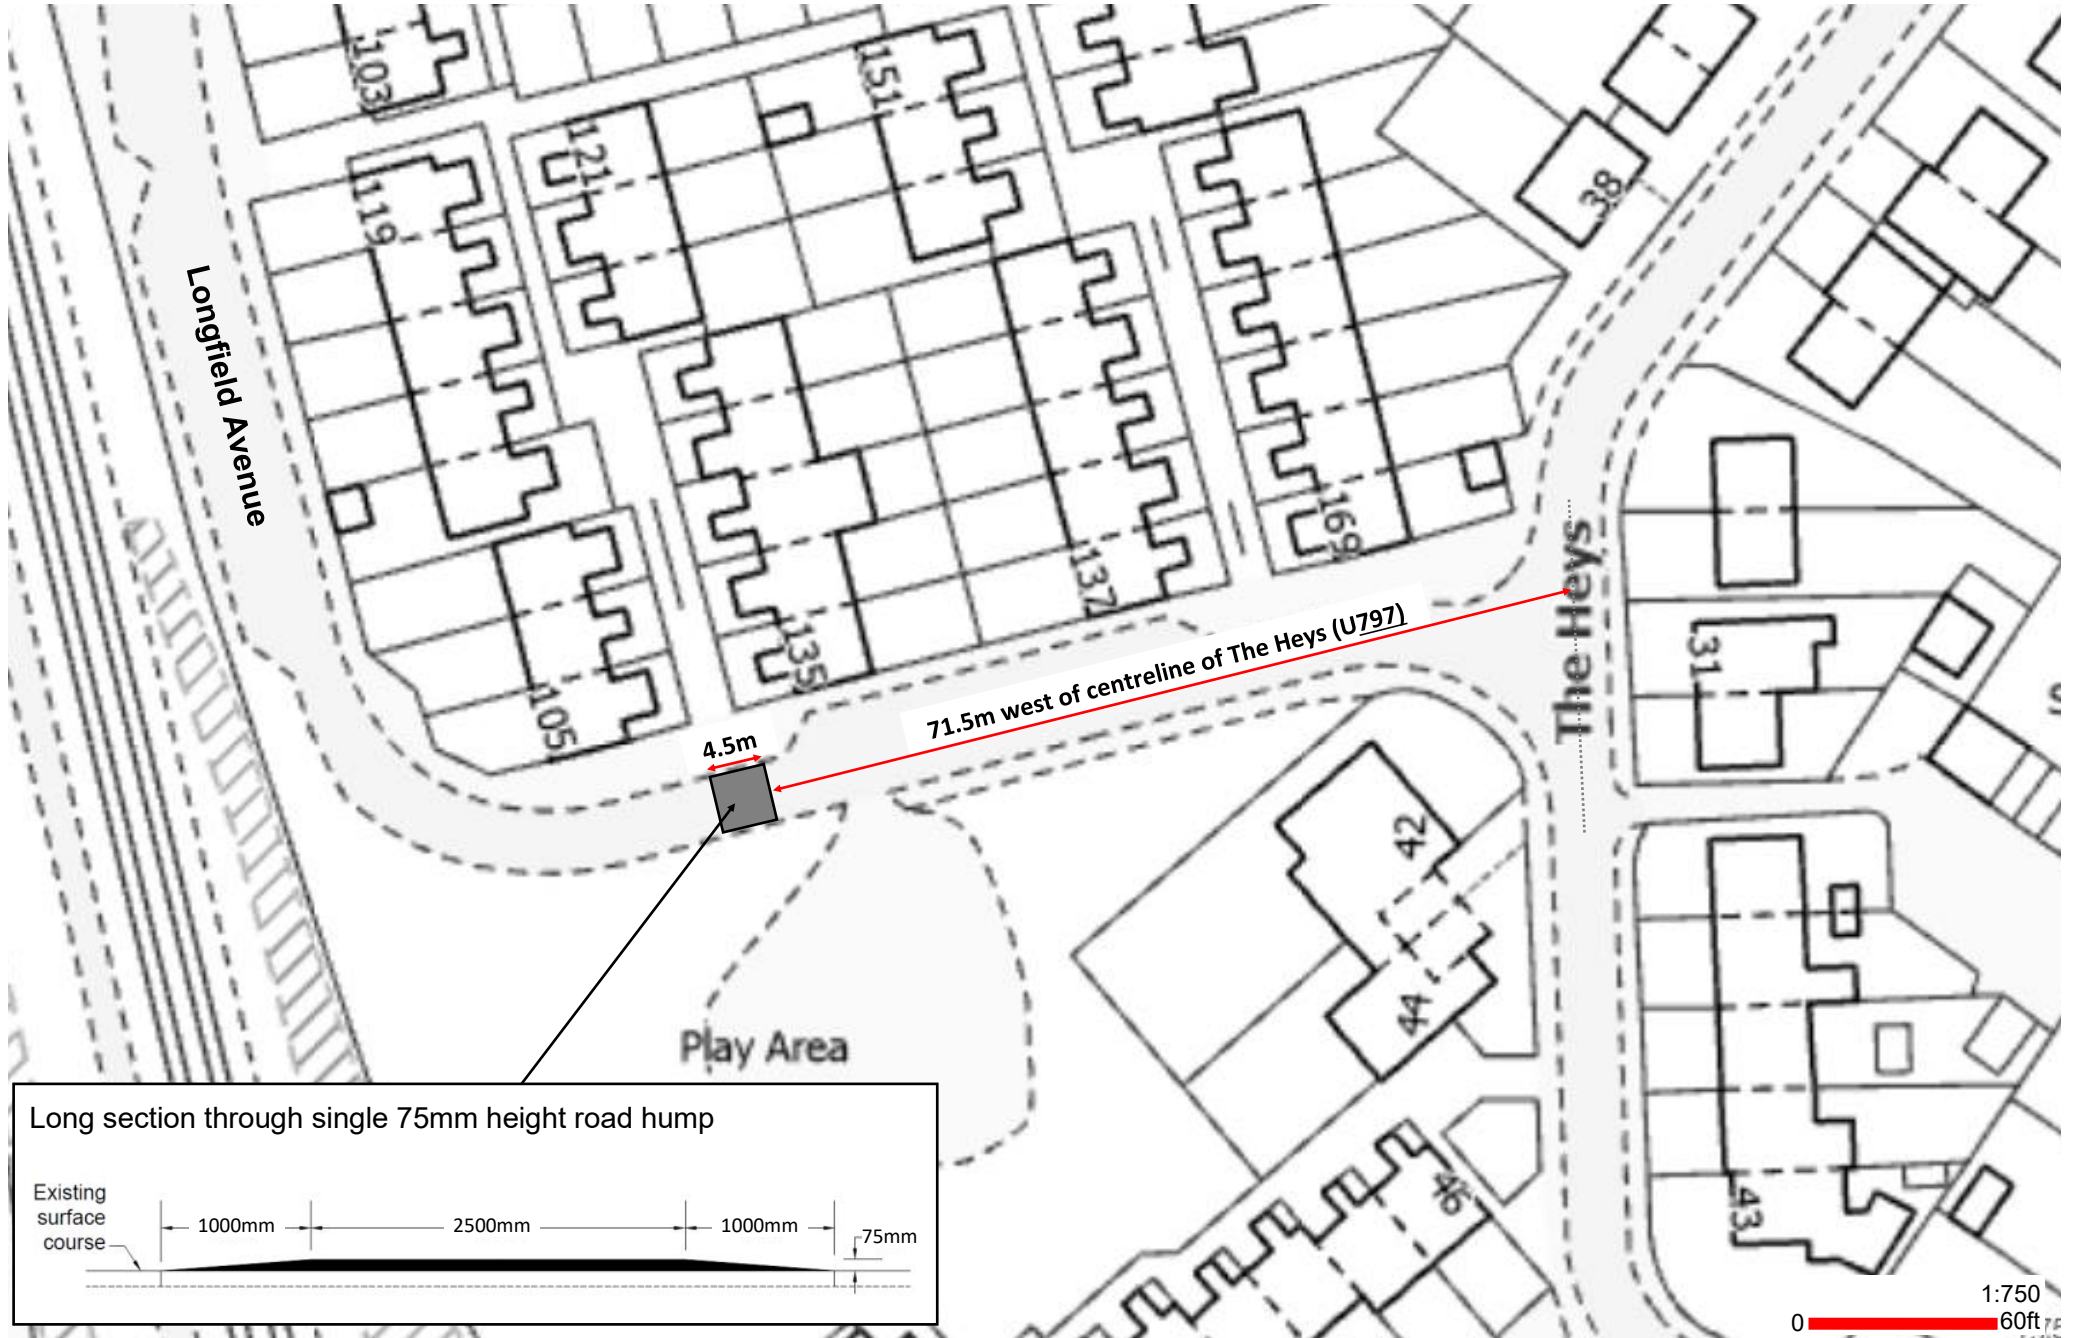 103
151
121
119
38
Longfield Avenue
169
137
The Heys
71.5m west of centreline of The Heys (U797)
31
135
105
4.5m
42
44
Play Area
46
43
Long section through single 75mm height road hump
Existing
surface
course
1000mm
2500mm
1000mm
75mm
1:750
0
60ft